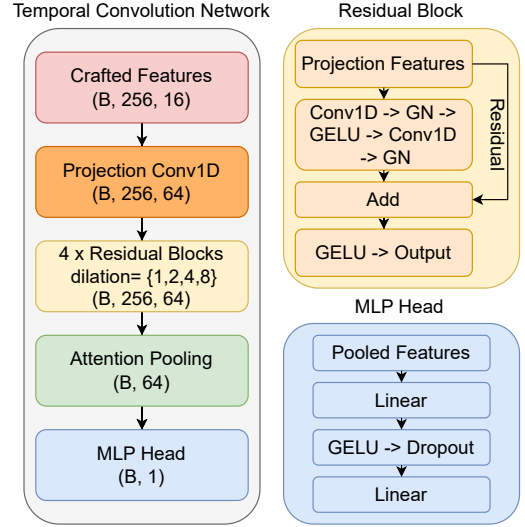 Temporal Convolution Network
Crafted Features
(B, 256, 16)
Projection Conv1D
(B, 256, 64)
4 x Residual Blocks
dilation= {1,2,4,8}
(B, 256, 64)
Attention Pooling
(B, 64)
MLP Head
(B, 1)
Residual Block
Projection Features
Conv1D -> GN ->
GELU -> Conv1D
-> GN
Residual
Add
GELU -> Output
MLP Head
Pooled Features
Linear
GELU -> Dropout
Linear